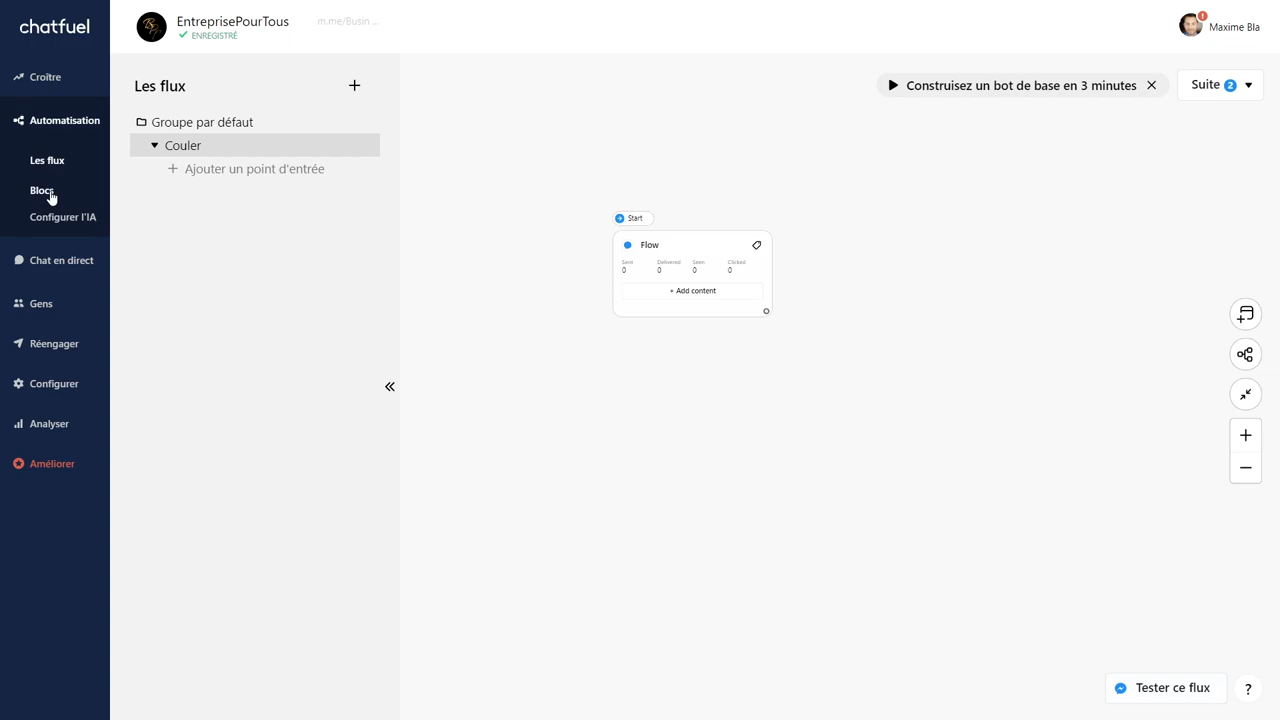 chatfuel
EntreprisePourTous
ENREGISTRÉ
m.me/Busin ...
Maxime Bla
Croître
Automatisation
Les flux
Blocs
Configurer l'IA
Chat en direct
Gens
Réengager
Configurer
Analyser
Améliorer
Les flux
Groupe par défaut
Couler
Ajouter un point d'entrée
Construisez un bot de base en 3 minutes
Suite 2
Start
Flow
Sent Delivered Seen Clicked
0 0 0 0
+ Add content
Tester ce flux
?